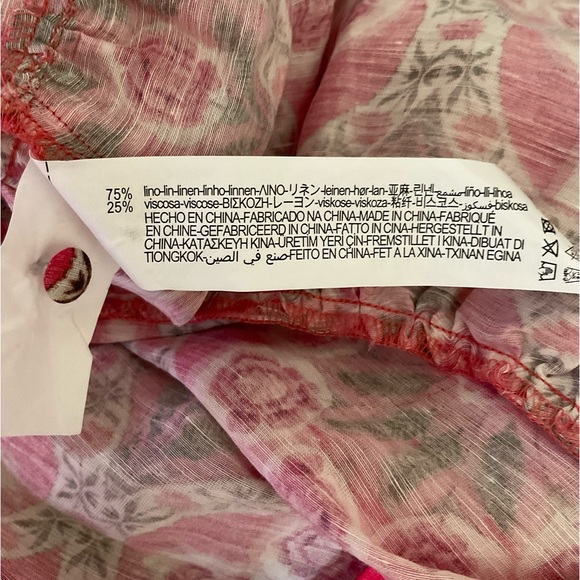 75% lino-lin-linen-linho-linnen-ΛΙΝΟ-リネン-leinen-hør-lan-亚麻-리넨-مشمع-liño-lli-lihoa
25% viscosa-viscose-ΒΙΣΚΟΖΗ-レーヨン-viskose-viskoza-粘纤-비스코스-فسكوز-biskosa
HECHO EN CHINA-FABRICADO NA CHINA-MADE IN CHINA-FABRIQUÉ
EN CHINE-GEFABRICEERD IN CHINA-FATTO IN CINA-HERGESTELLT IN
CHINA-ΚΑΤΑΣΚΕΥΗ ΚΙΝΑ-ÜRETIM YERİ ÇİN-FREMSTILLET I KINA-DIBUAT DI
TIONGKOK-صنع في الصين-FEITO EN CHINA-FET A LA XINA-TXINAN EGINA